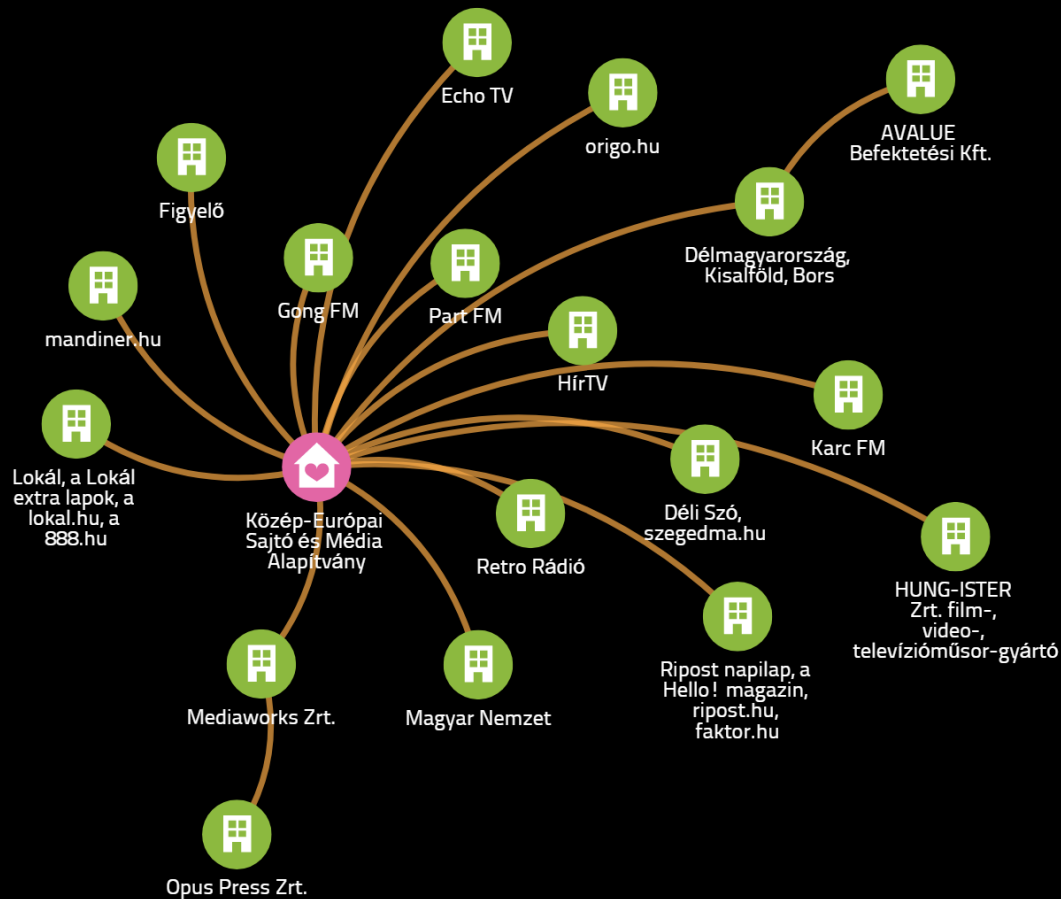 Echo TV
origo.hu
AVALUE
Befektetési Kft.
Figyelő
Délmagyarország,
Kisalföld, Bors
Gong FM
Part FM
mandiner.hu
HírTV
Karc FM
Lokál, a Lokál
extra lapok, a
lokal.hu, a
888.hu
Közép-Európai
Sajtó és Média
Alapítvány
Déli Szó,
szegedma.hu
Retro Rádió
HUNG-ISTER
Zrt. film-,
video-,
televízióműsor-gyártó
Ripost napilap, a
Hello! magazin,
ripost.hu,
faktor.hu
Mediaworks Zrt.
Magyar Nemzet
Opus Press Zrt.